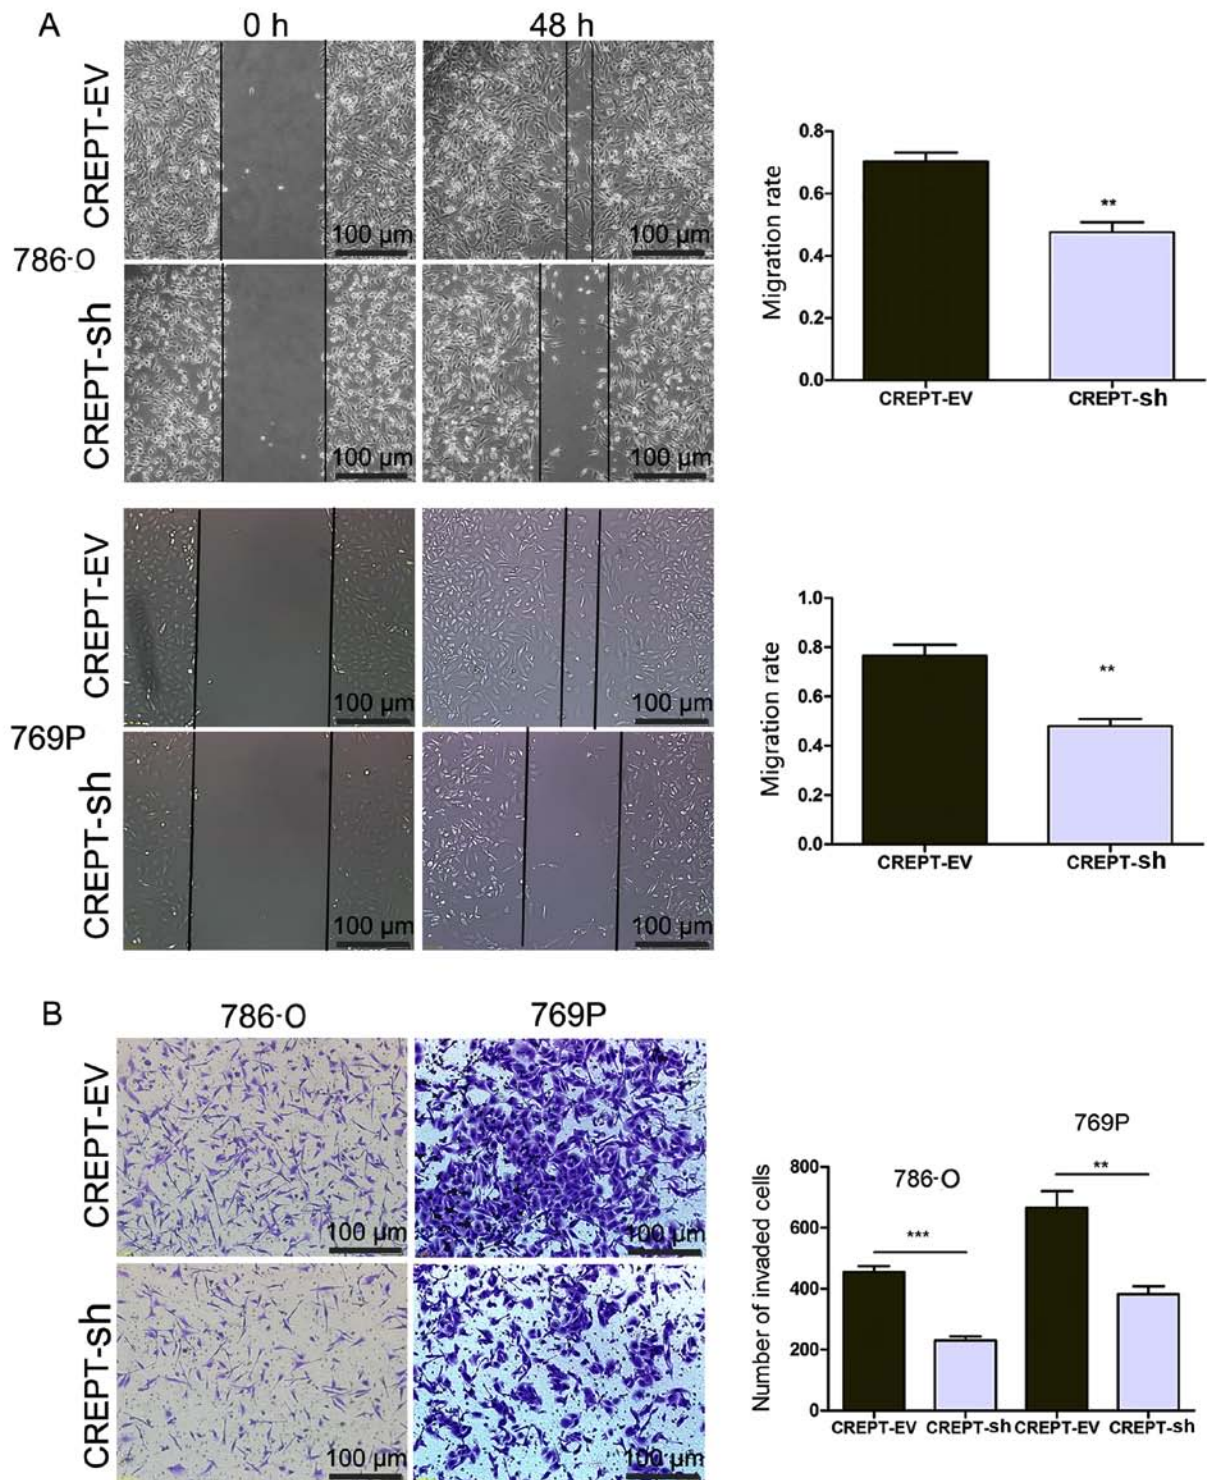 A
0 h
48 h
CREPT-EV
100 µm
100 µm
786-O
CREPT-sh
100 µm
100 µm
0.8
0.6
0.4
0.2
0.0
Migration rate
**
CREPT-EV
CREPT-sh
CREPT-EV
100 µm
100 µm
769P
CREPT-sh
100 µm
100 µm
1.0
0.8
0.6
0.4
0.2
0.0
Migration rate
**
CREPT-EV
CREPT-sh
B
786-O
769P
CREPT-EV
100 µm
100 µm
CREPT-sh
100 µm
100 µm
769P
786-O
800
600
400
200
0
Number of invaded cells
***
**
CREPT-EV
CREPT-sh
CREPT-EV
CREPT-sh